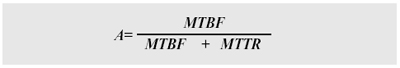 A= MTBF
MTBF + MTTR